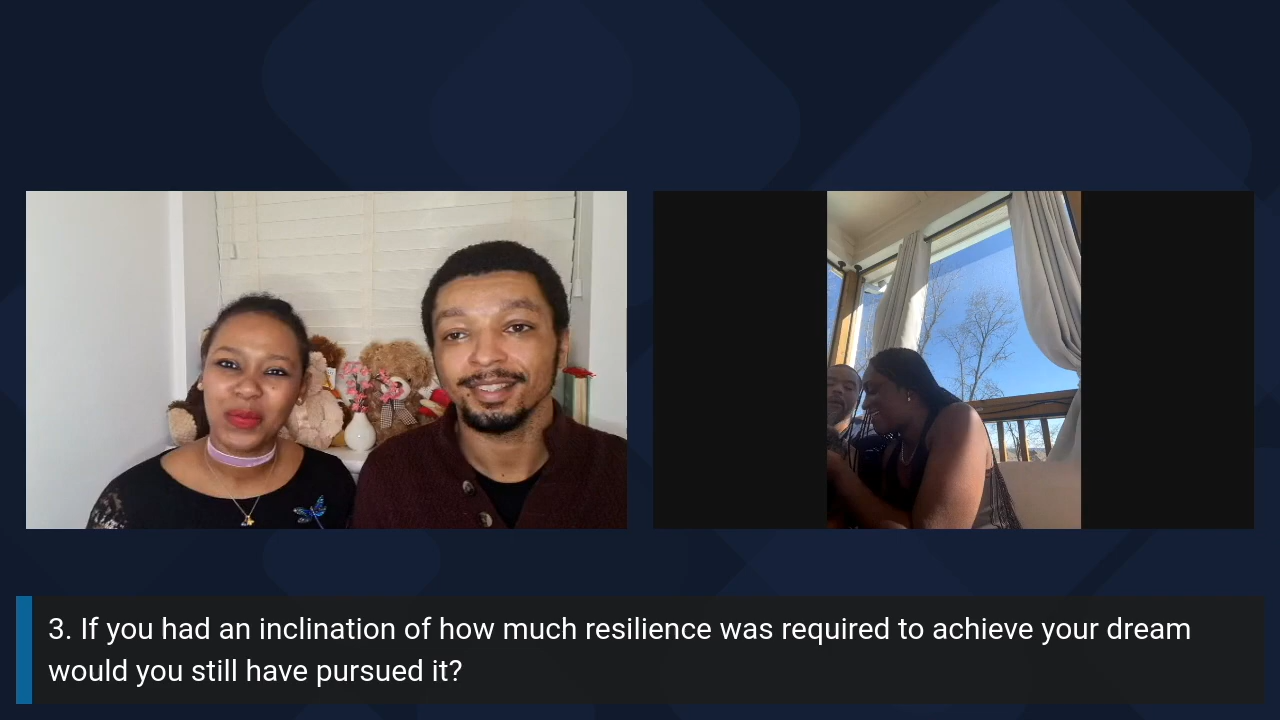 3. If you had an inclination of how much resilience was required to achieve your dream
would you still have pursued it?